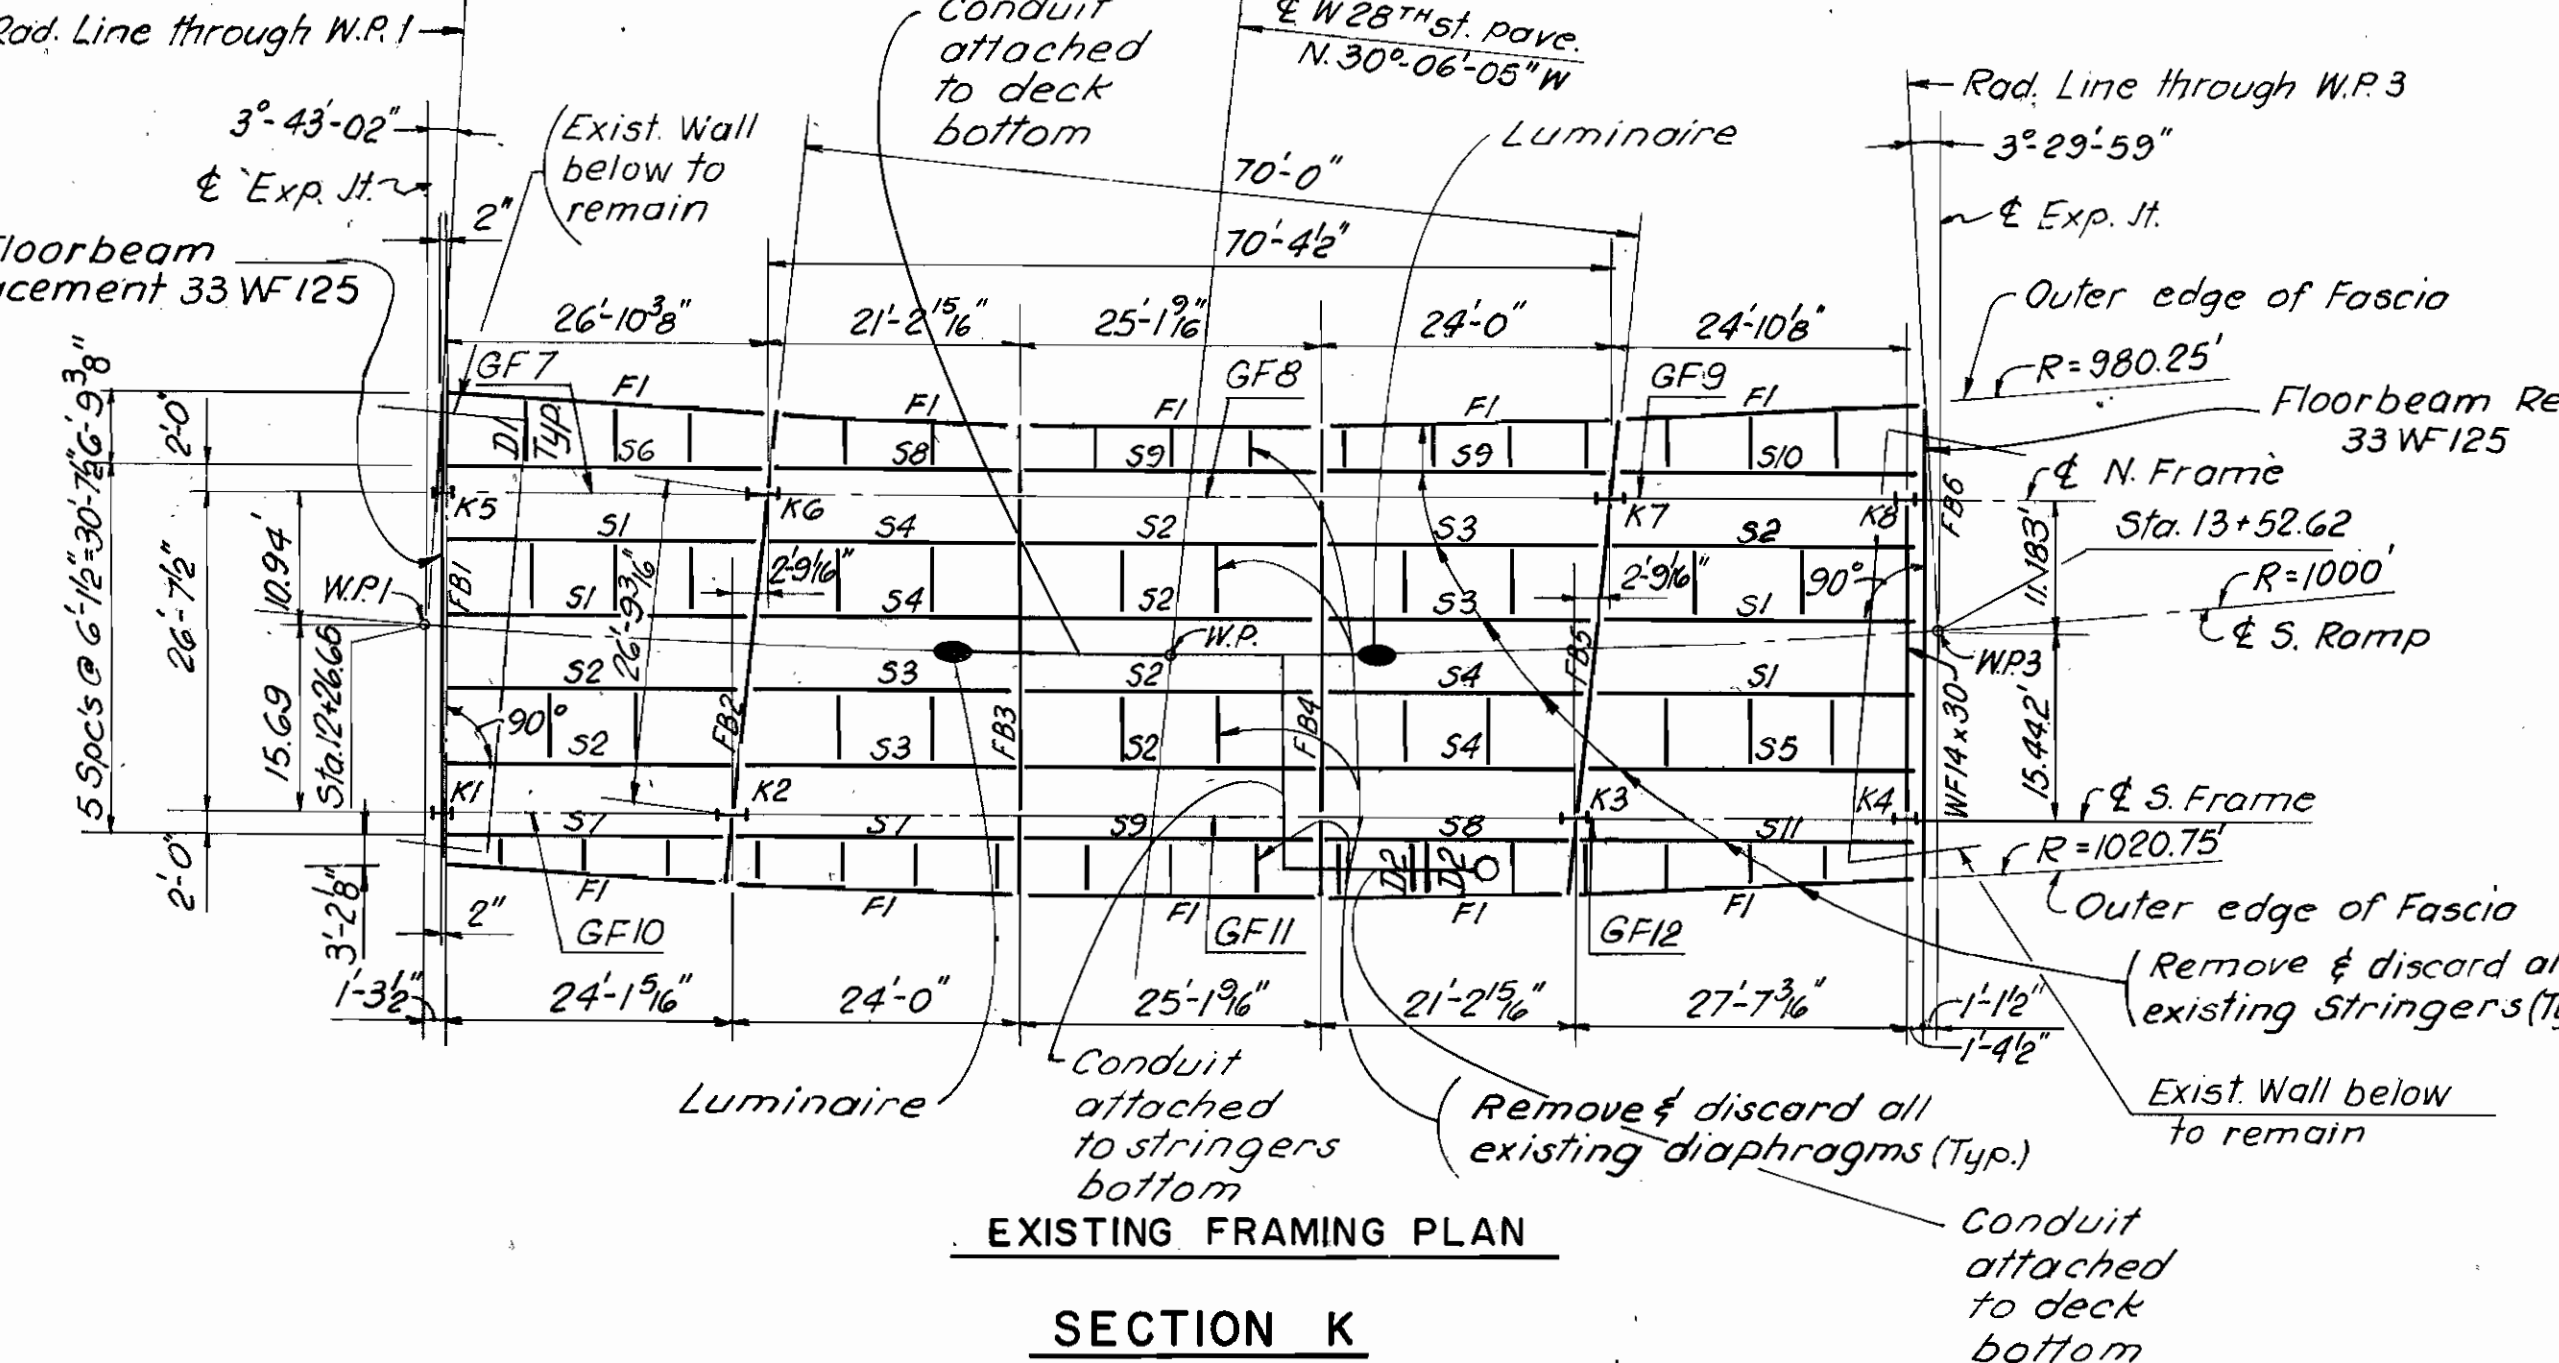 Rad. Line through W.P. 1
3°-43'-02"
℄ Exp. Jt.
2"
Exist. Wall
below to
remain
Conduit
attached
to deck
bottom
℄ W 28TH st. pave.
N. 30°-06'-05" W
Luminaire
Rad. Line through W.P. 3
3°-29'-59"
℄ Exp. Jt.
70'-0"
70'-4½"
Floorbeam
33 WF 125
26'-10⅜"
21'-2 15/16"
25'-1 9/16"
24'-0"
24'-10⅛"
Outer edge of Fascia
R=980.25'
Floorbeam
33 WF 125
GF7
F1
F1
GF8
F1
F1
GF9
F1
6'-9⅜"
2'-0"
D1
Typ.
S6
S8
S9
S9
S10
℄ N. Frame
K5
K6
K7
K8
FB6
Sta. 13+52.62
S1
S4
S2
S3
S2
5 Spc's @ 6'-1½"=30'-7½"
26'-7½"
10.94'
11.183'
W.P.1
FB1
26'-9 3/16"
2'-9/16"
2'-9/16"
90°
R=1000'
S1
S4
S2
S3
S1
℄ S. Ramp
W.P.
W.P.3
FB5
S2
S3
S2
S4
S1
15.69
Sta.12+26.66
90°
FB2
FB3
FB4
WF14x30
15.442'
S2
S3
S2
S4
S5
K1
K2
K3
K4
℄ S. Frame
S7
S7
S9
S8
S11
R=1020.75'
2'-0"
3'-2⅛"
D2
D2
2"
F1
F1
F1
F1
F1
GF10
GF11
GF12
Outer edge of Fascia
1'-3½"
24'-1 5/16"
24'-0"
25'-1 9/16"
21'-2 15/16"
27'-7 3/16"
1'-1½"
1'-4½"
Remove & discard
existing Stringers
Luminaire
Conduit
attached
to stringers
bottom
Remove & discard all
existing diaphragms (Typ.)
Exist. Wall below
to remain
Conduit
attached
to deck
bottom
EXISTING FRAMING PLAN
SECTION K